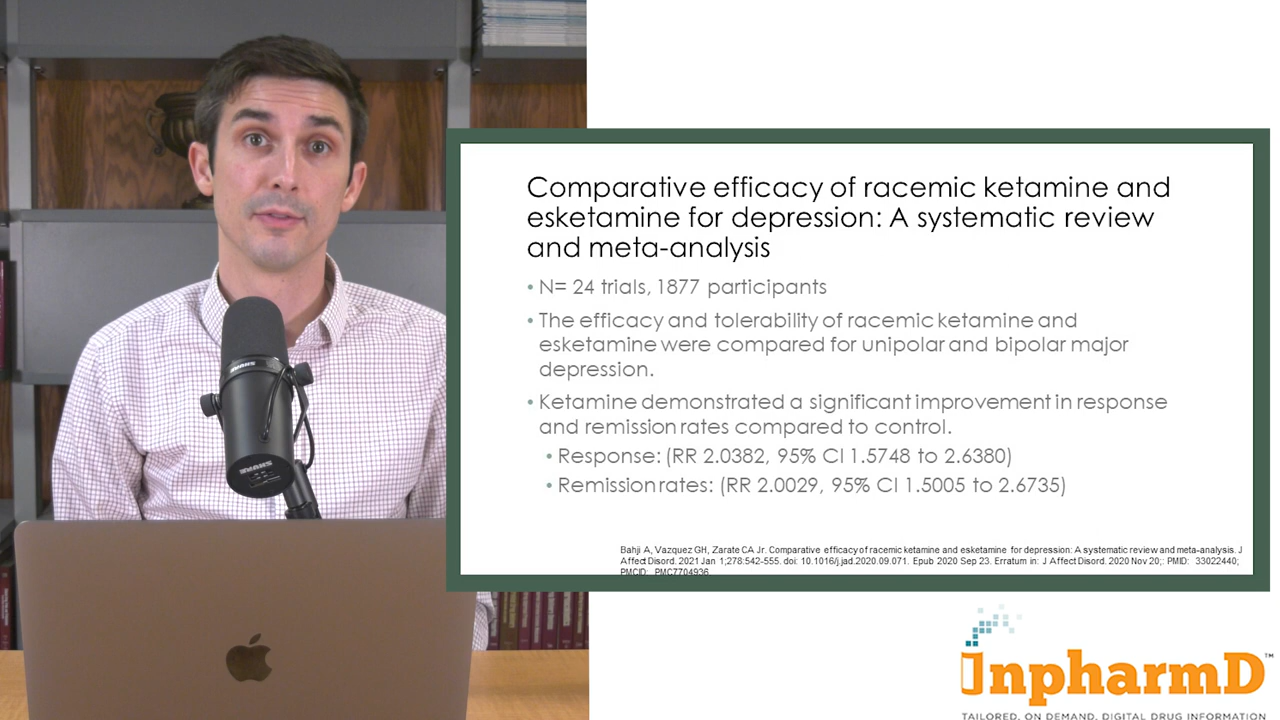 Comparative efficacy of racemic ketamine and
esketamine for depression: A systematic review
and meta-analysis
• N= 24 trials, 1877 participants
• The efficacy and tolerability of racemic ketamine and
esketamine were compared for unipolar and bipolar major
depression.
• Ketamine demonstrated a significant improvement in response
and remission rates compared to control.
• Response: (RR 2.0382, 95% CI 1.5748 to 2.6380)
• Remission rates: (RR 2.0029, 95% CI 1.5005 to 2.6735)
Bahji A, Vazquez GH, Zarate CA Jr. Comparative efficacy of racemic ketamine and esketamine for depression: A systematic review and meta-analysis. J
Affect Disord. 2021 Jan 1;278:542-555. doi: 10.1016/j.jad.2020.09.071. Epub 2020 Sep 23. Erratum in: J Affect Disord. 2020 Nov 20;: PMID: 33022440;
PMCID: PMC7704936.
SHURE
SHURE
InpharmD™
TAILORED, ON DEMAND, DIGITAL DRUG INFORMATION